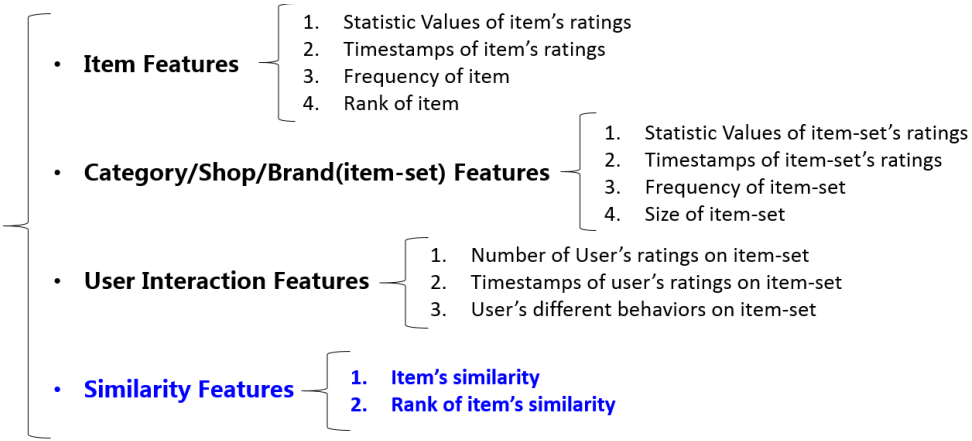 • Item Features
1. Statistic Values of item's ratings
2. Timestamps of item's ratings
3. Frequency of item
4. Rank of item
• Category/Shop/Brand(item-set) Features
1. Statistic Values of item-set's ratings
2. Timestamps of item-set's ratings
3. Frequency of item-set
4. Size of item-set
• User Interaction Features
1. Number of User's ratings on item-set
2. Timestamps of user's ratings on item-set
3. User's different behaviors on item-set
• Similarity Features
1. Item's similarity
2. Rank of item's similarity